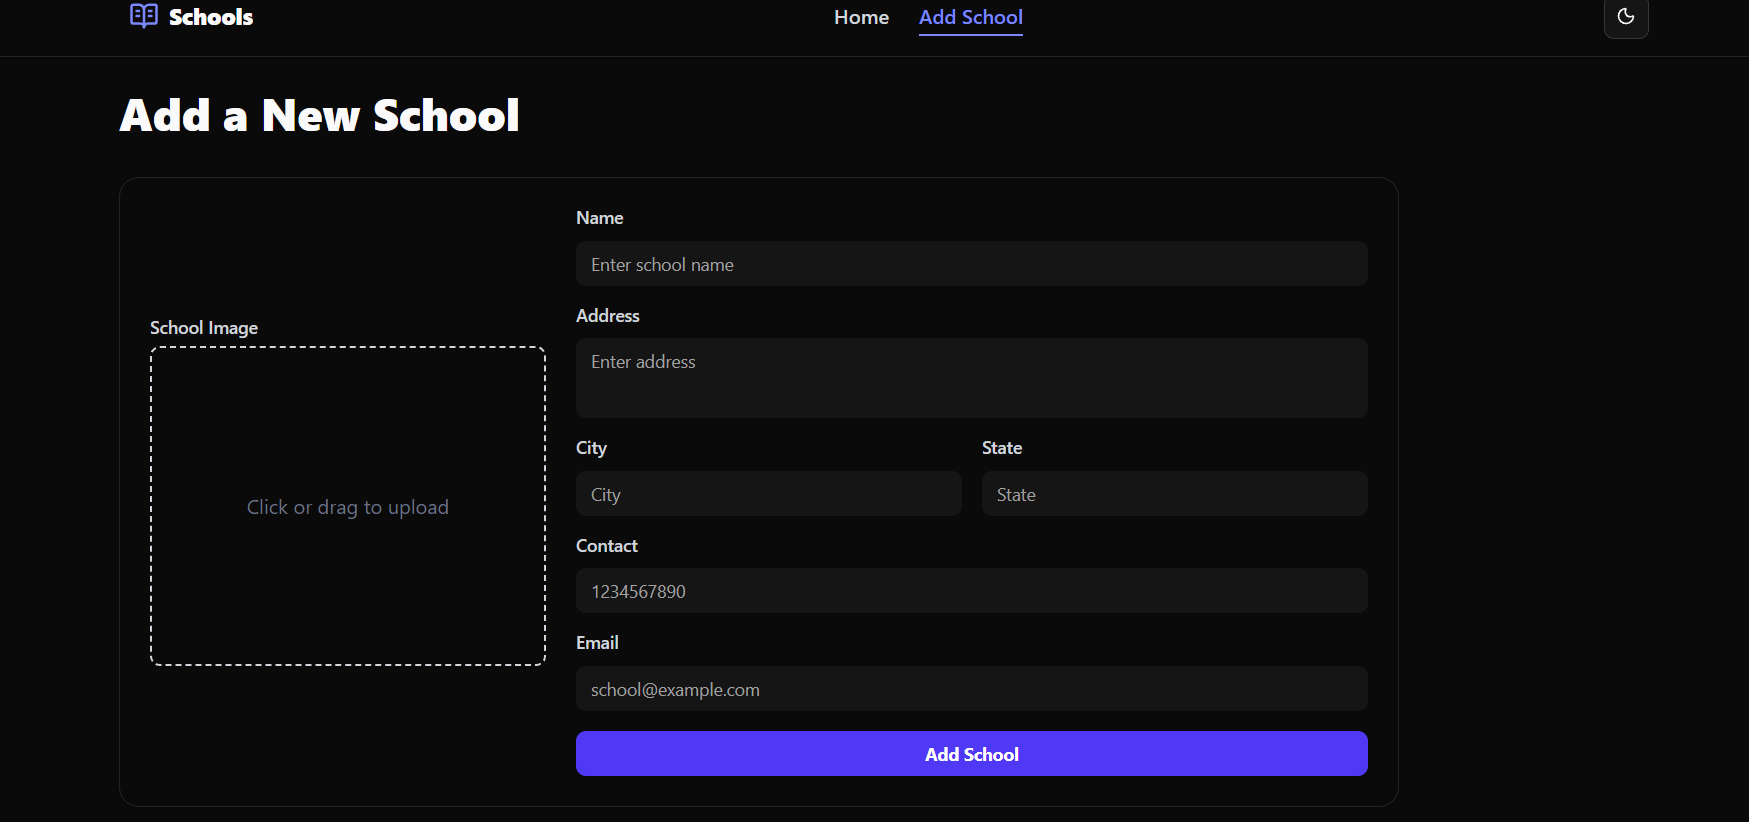 Schools
Home
Add School
Add a New School
School Image
Click or drag to upload
Name
Enter school name
Address
Enter address
City
City
State
State
Contact
1234567890
Email
school@example.com
Add School